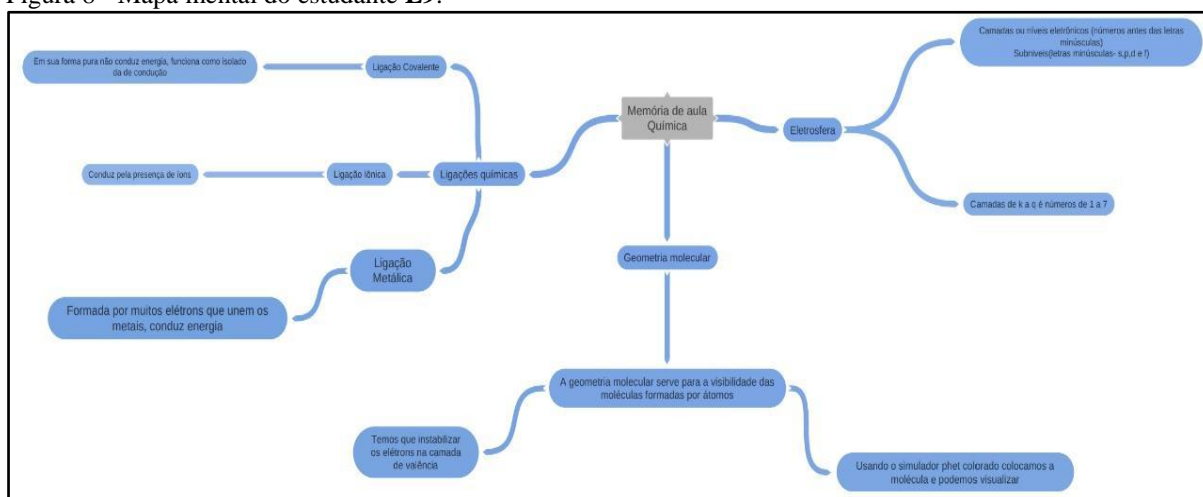 Figura 8 - Mapa mental do estudante E9.
Em sua forma pura não conduz energia, funciona como isolado
da de condução
Ligação Covalente
Conduz pela presença de íons
Ligação Iônica
Ligações químicas
Ligação
Metálica
Formada por muitos elétrons que unem os
metais, conduz energia
Memória de aula
Química
Eletrosfera
Camadas ou níveis eletrônicos (números antes das letras
minúsculas)
Subníveis(letras minúsculas- s,p,d e f)
Camadas de k a q é números de 1 a 7
Geometria molecular
A geometria molecular serve para a visibilidade das
moléculas formadas por átomos
Temos que instabilizar
os elétrons na camada
de valência
Usando o simulador phet colorado colocamos a
molécula e podemos visualizar